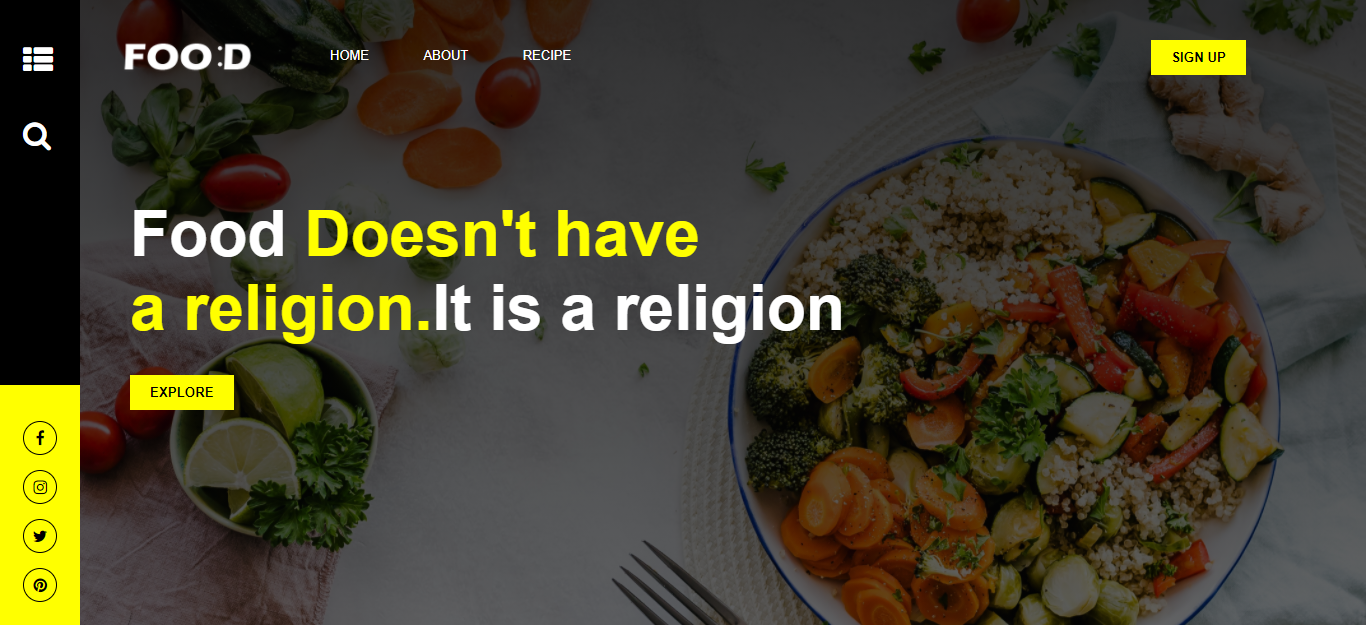 FOO:D
HOME
ABOUT
RECIPE
SIGN UP
Food Doesn't have
a religion.It is a religion
EXPLORE